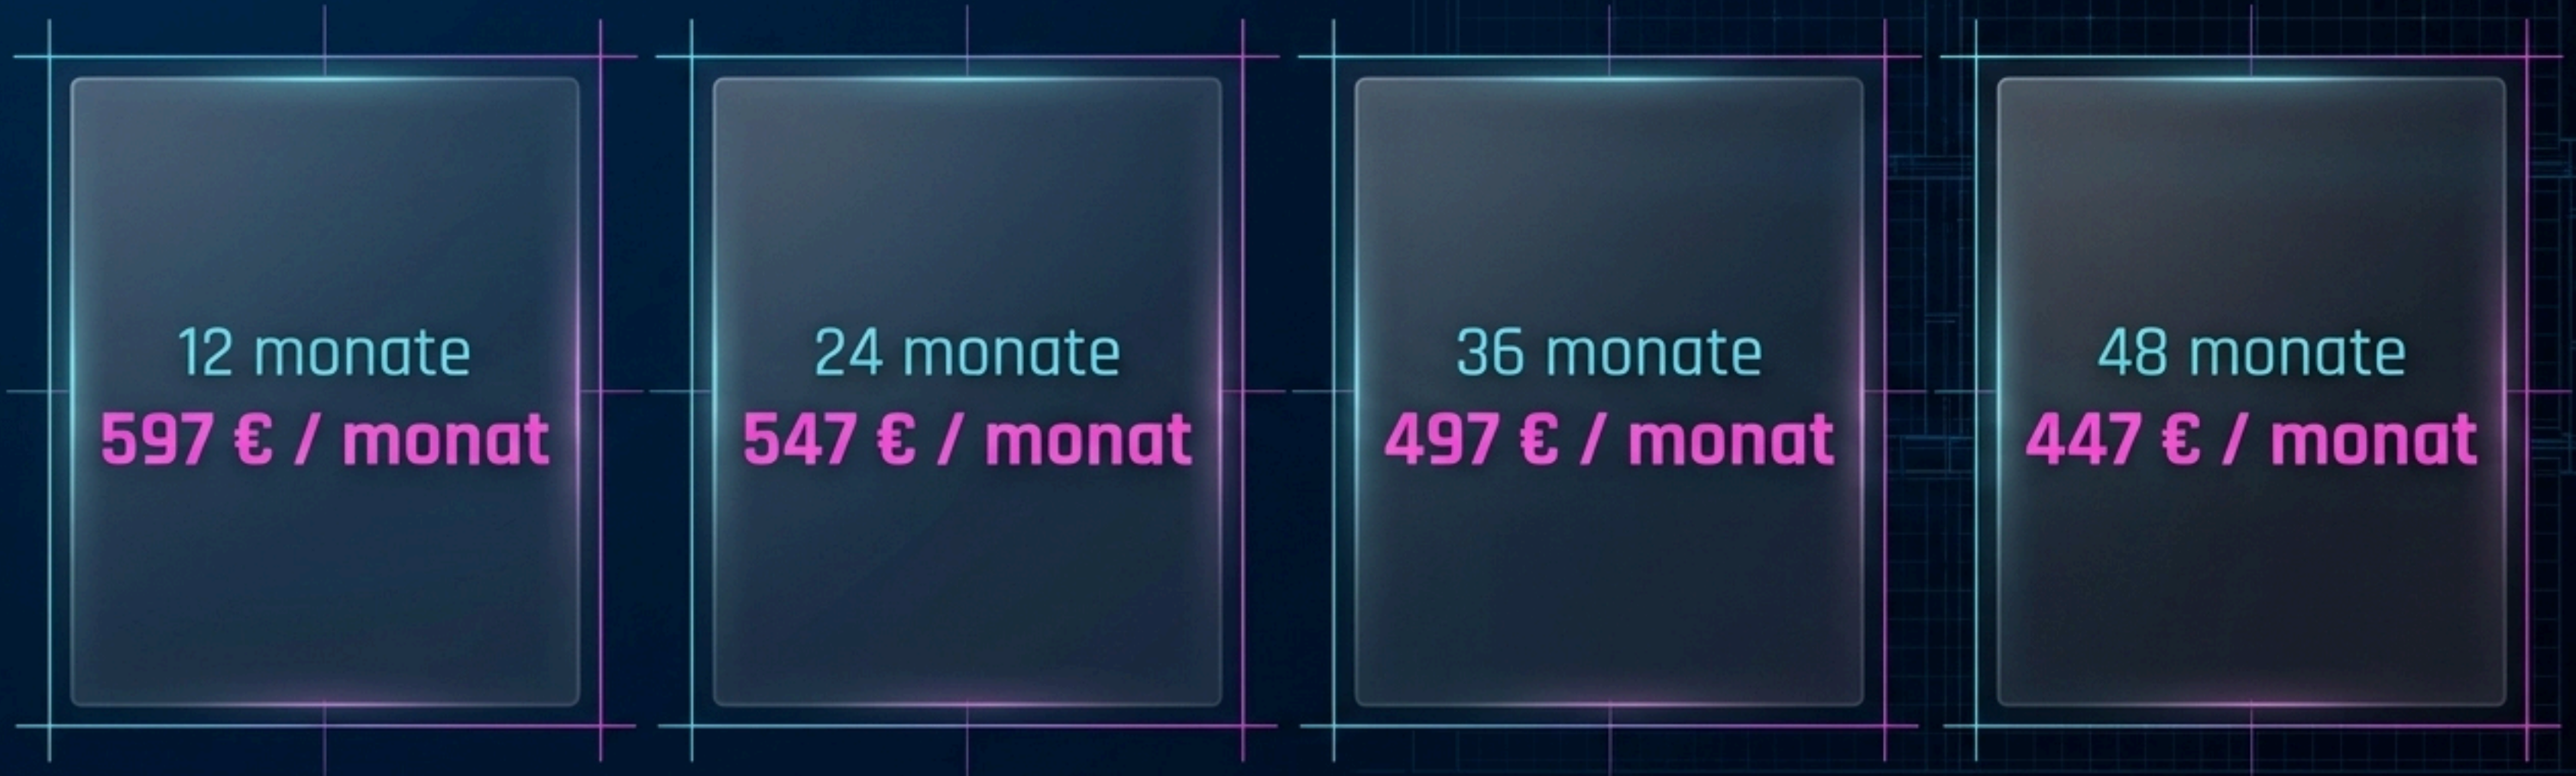 12 monate
597 € / monat
24 monate
547 € / monat
36 monate
497 € / monat
48 monate
447 € / monat